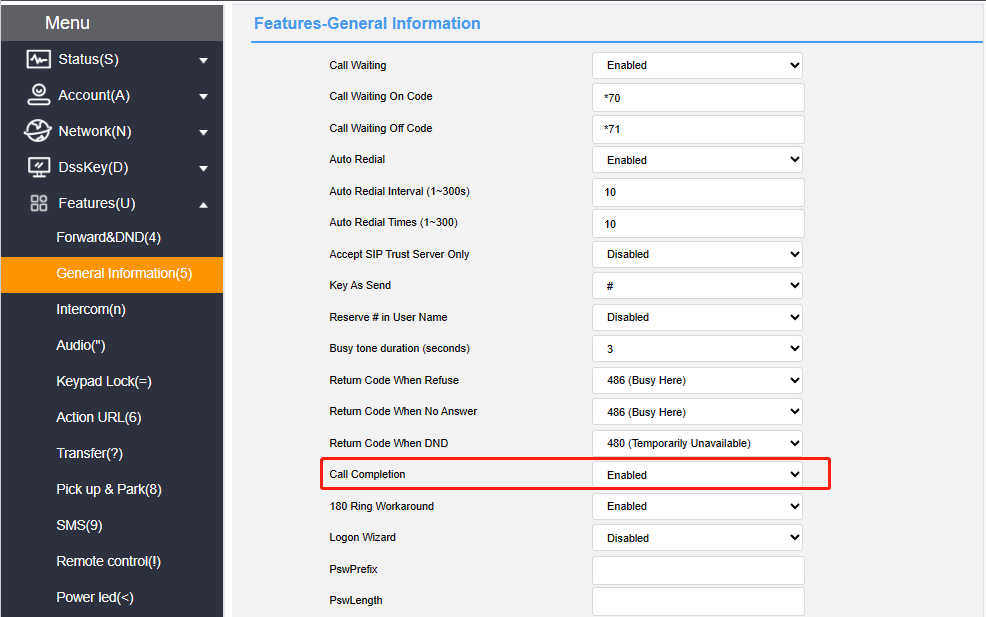 Menu
Status(S)
Account(A)
Network(N)
DssKey(D)
Features(U)
Forward&DND(4)
General Information(5)
Intercom(n)
Audio(")
Keypad Lock(=)
Action URL(6)
Transfer(?)
Pick up & Park(8)
SMS(9)
Remote control(!)
Power led(<)
Features-General Information
Call Waiting Enabled
Call Waiting On Code *70
Call Waiting Off Code *71
Auto Redial Enabled
Auto Redial Interval (1~300s) 10
Auto Redial Times (1~300) 10
Accept SIP Trust Server Only Disabled
Key As Send #
Reserve # in User Name Disabled
Busy tone duration (seconds) 3
Return Code When Refuse 486 (Busy Here)
Return Code When No Answer 486 (Busy Here)
Return Code When DND 480 (Temporarily Unavailable)
Call Completion Enabled
180 Ring Workaround Enabled
Logon Wizard Disabled
PswPrefix
PswLength